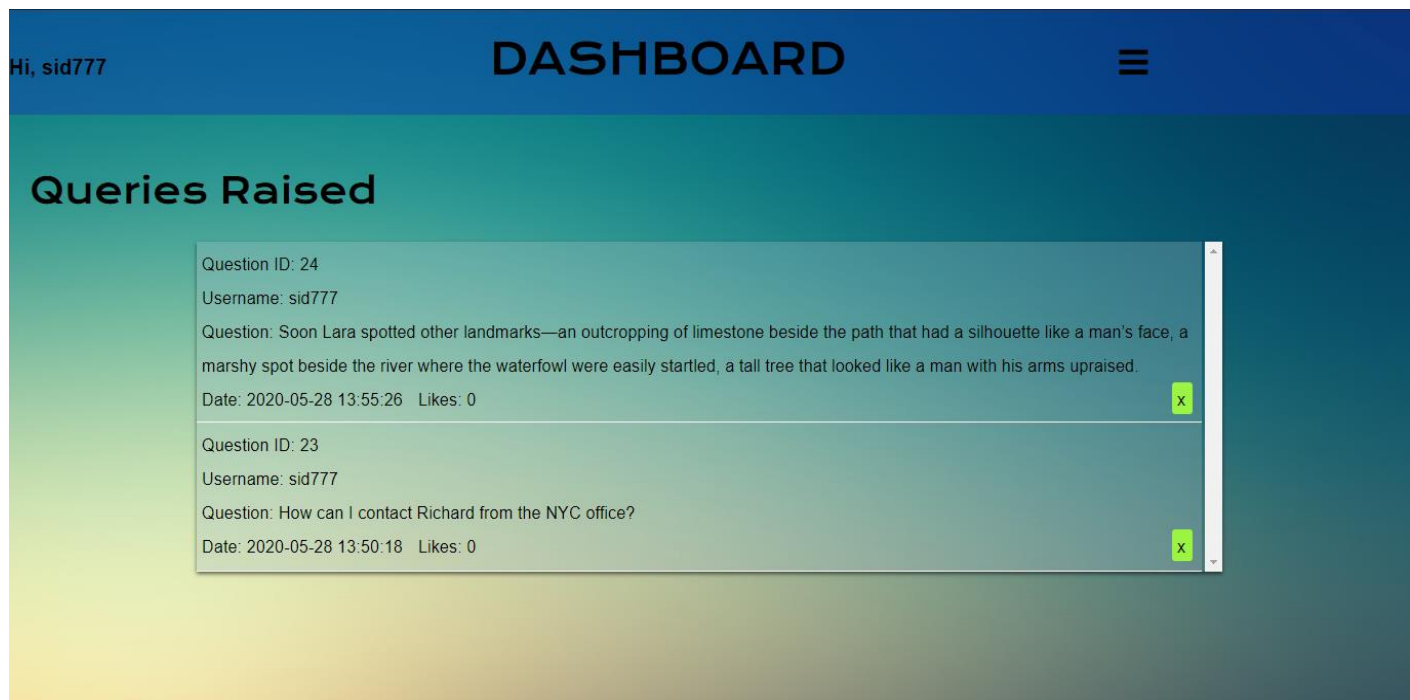 Hi, sid777
DASHBOARD
Queries Raised
Question ID: 24
Username: sid777
Question: Soon Lara spotted other landmarks—an outcropping of limestone beside the path that had a silhouette like a man’s face, a
marshy spot beside the river where the waterfowl were easily startled, a tall tree that looked like a man with his arms upraised.
Date: 2020-05-28 13:55:26 Likes: 0
x
Question ID: 23
Username: sid777
Question: How can I contact Richard from the NYC office?
Date: 2020-05-28 13:50:18 Likes: 0
x